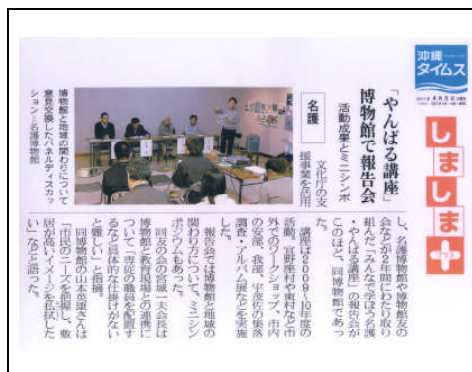 沖縄
タイムス
しましま+
プラス
「やんばる講座」
博物館で報告会
活動成果とミニシンポ
名護
文化庁の支
援事業を活用
し、名護博物館や博物館友の
会などが2年間にわたり取り
組んだ「みんなで学ぼう名護
・やんばる講座」の報告会が
このほど、同博物館であっ
た。
講座は2009~10年度の
活動。宜野座村や東村など市
外でのワークショップ、市内
の安部、我部、宇茂佐の集落
調査・アルバム展などを実施
した。
報告会では博物館と地域の
関わり方について、ミニシン
ポジウムもあった。
同友の会の宮城一夫会長は
博物館と教育現場との連携に
ついて「専従の職員を配置す
るなど具体的な仕掛けがない
と難しい」と指摘。
同博物館の山本英康さんは
「市民のニーズを把握し、敷
居が高いイメージを払拭した
い」などと語った。
博物館と地域の関わりについて
意見交換したパネルディスカッ
ション=名護博物館